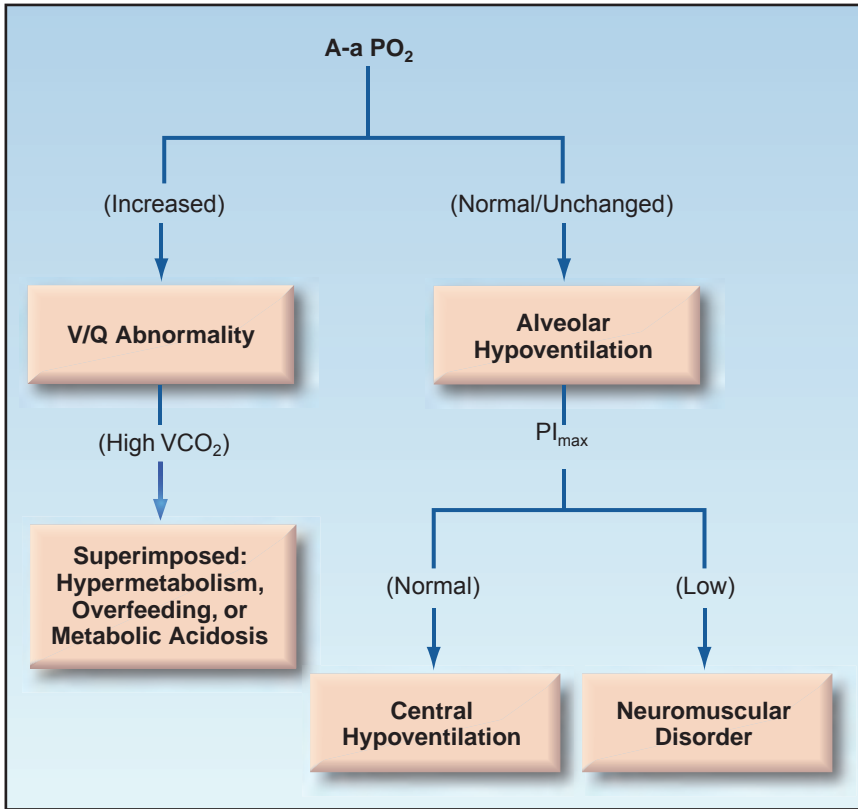 A-a PO₂
(Increased)
(Normal/Unchanged)
V/Q Abnormality
Alveolar
Hypoventilation
(High VCO₂)
PImax
Superimposed:
Hypermetabolism,
Overfeeding, or
Metabolic Acidosis
(Normal)
(Low)
Central
Hypoventilation
Neuromuscular
Disorder